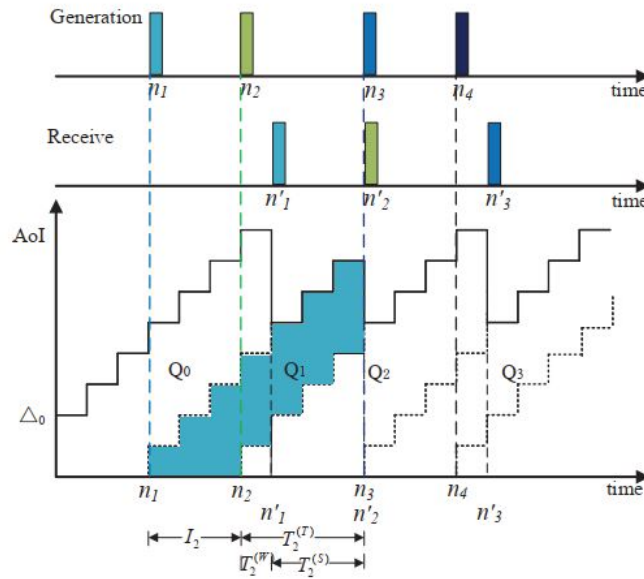 Generation
n₁ n₂ n₃ n₄ time
Receive
n'₁ n'₂ n'₃ time
AoI
Q₀ Q₁ Q₂ Q₃
△₀
n₁ n₂ n₃ n₄ time
n'₁ n'₂ n'₃
I₂ T₂⁽ᵀ⁾
T₂⁽ᵂ⁾ T₂⁽ˢ⁾